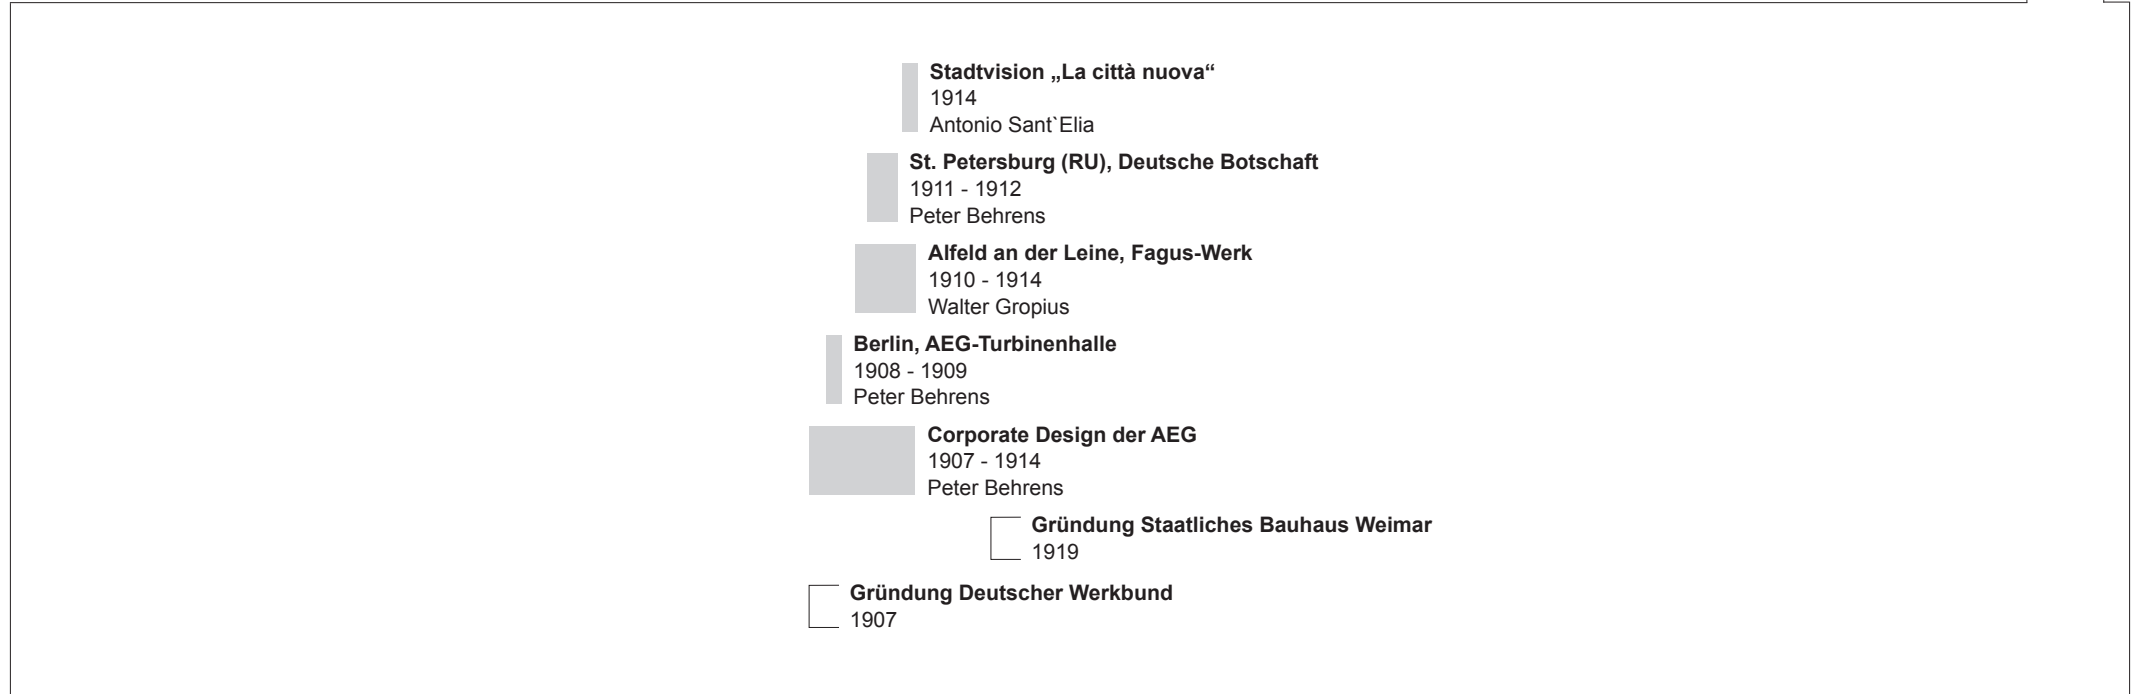 Stadtvision „La città nuova“
1914
Antonio Sant`Elia
St. Petersburg (RU), Deutsche Botschaft
1911 - 1912
Peter Behrens
Alfeld an der Leine, Fagus-Werk
1910 - 1914
Walter Gropius
Berlin, AEG-Turbinenhalle
1908 - 1909
Peter Behrens
Corporate Design der AEG
1907 - 1914
Peter Behrens
Gründung Staatliches Bauhaus Weimar
1919
Gründung Deutscher Werkbund
1907